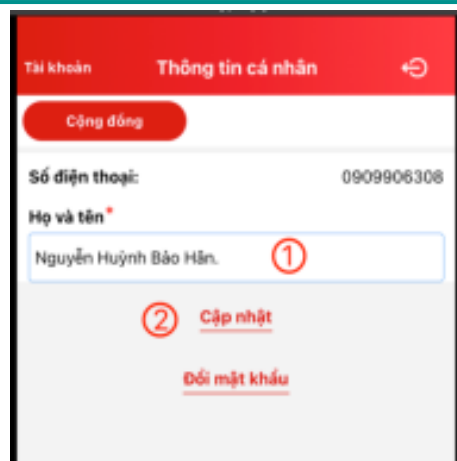 Tài khoản Thông tin cá nhân
Cộng đồng
Số điện thoại: 0909906308
Họ và tên*
Nguyễn Huỳnh Bảo Hân. 1
2 Cập nhật
Đổi mật khẩu